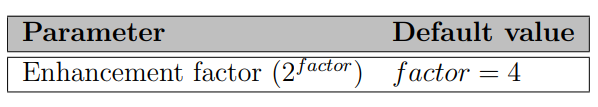 Parameter Default value
Enhancement factor (2^{factor}) factor = 4